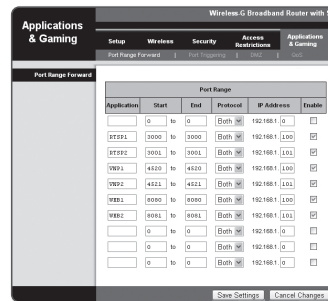 Wireless-G Broadband Router with S
Applications
& Gaming
Setup Wireless Security Access Restrictions Applications & Gaming
Port Range Forward | Port Triggering | DMZ | QoS
Port Range Forward
Port Range
Application Start End Protocol IP Address Enable
0 to 0 Both 192.168.1. 0
RTSP1 3000 to 3000 Both 192.168.1. 100
RTSP2 3001 to 3001 Both 192.168.1. 101
VNP1 4520 to 4520 Both 192.168.1. 100
VNP2 4521 to 4521 Both 192.168.1. 101
WEB1 8080 to 8080 Both 192.168.1. 100
WEB2 8081 to 8081 Both 192.168.1. 101
0 to 0 Both 192.168.1. 0
0 to 0 Both 192.168.1. 0
0 to 0 Both 192.168.1. 0
Save Settings Cancel Changes